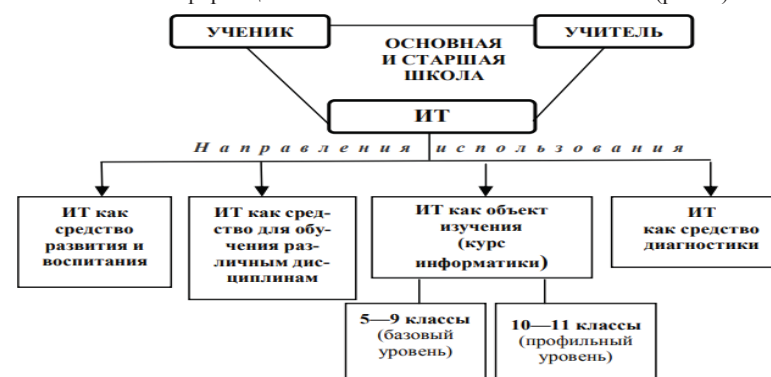 УЧЕНИК
УЧИТЕЛЬ
ОСНОВНАЯ
И СТАРШАЯ
ШКОЛА
ИТ
Направления использования
ИТ как
средство
развития и
воспитания
ИТ как сред-
ство для обу-
чения раз-
личным дис-
циплинам
ИТ как объект
изучения
(курс
информатики)
ИТ
как средство
диагностики
5—9 классы
(базовый
уровень)
10—11 классы
(профильный
уровень)